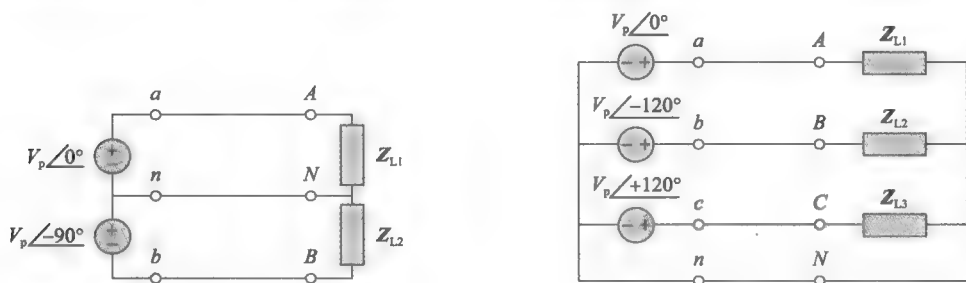 a A
V_p∠0° Z_L1
n N
V_p∠−90° Z_L2
b B
V_p∠0°
a A Z_L1
− +
V_p∠−120°
b B Z_L2
− +
V_p∠+120°
c C Z_L3
− +
n N
+
−
+
−